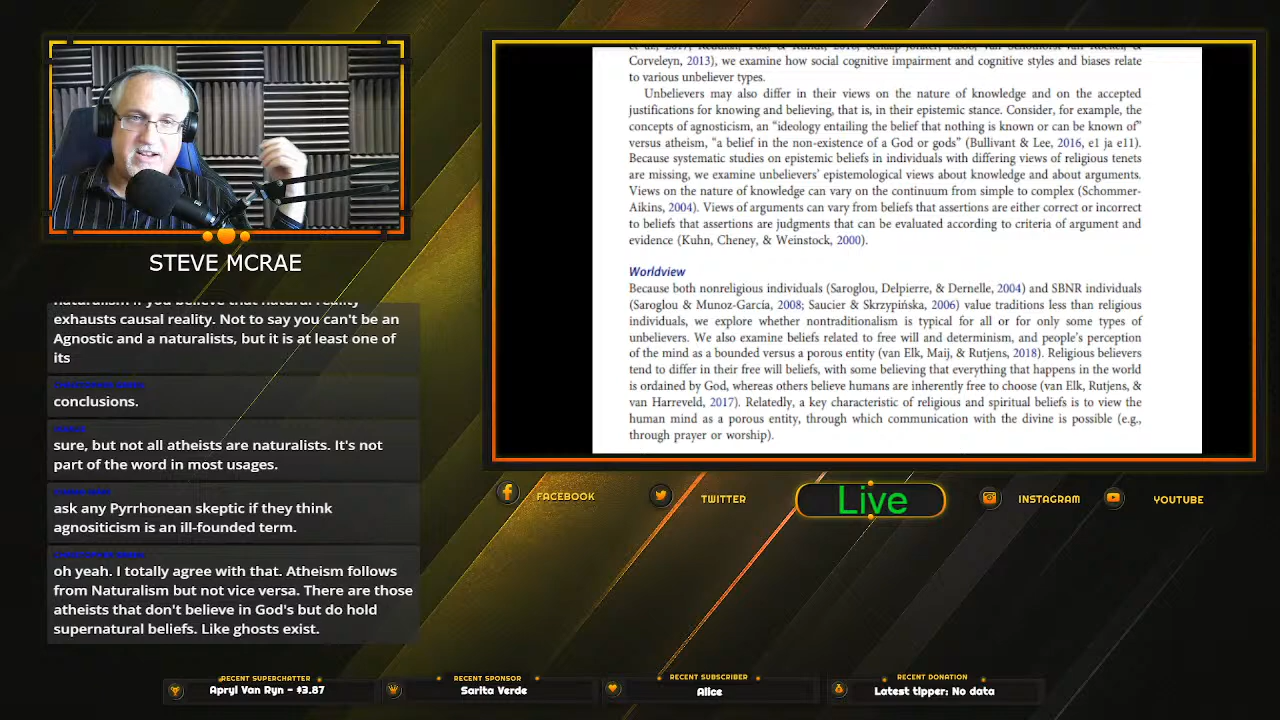 STEVE MCRAE
naturalism if you believe that natural reality
exhausts causal reality. Not to say you can't be an
Agnostic and a naturalists, but it is at least one of
its
conclusions.
sure, but not all atheists are naturalists. It's not
part of the word in most usages.
ask any Pyrrhonean skeptic if they think
agnositicism is an ill-founded term.
oh yeah. I totally agree with that. Atheism follows
from Naturalism but not vice versa. There are those
atheists that don't believe in God's but do hold
supernatural beliefs. Like ghosts exist.
Corveleyn, 2013), we examine how social cognitive impairment and cognitive styles and biases relate
to various unbeliever types.
Unbelievers may also differ in their views on the nature of knowledge and on the accepted
justifications for knowing and believing, that is, in their epistemic stance. Consider, for example, the
concepts of agnosticism, an “ideology entailing the belief that nothing is known or can be known of”
versus atheism, “a belief in the non-existence of a God or gods” (Bullivant & Lee, 2016, e1 ja e11).
Because systematic studies on epistemic beliefs in individuals with differing views of religious tenets
are missing, we examine unbelievers’ epistemological views about knowledge and about arguments.
Views on the nature of knowledge can vary on the continuum from simple to complex (Schommer-
Aikins, 2004). Views of arguments can vary from beliefs that assertions are either correct or incorrect
to beliefs that assertions are judgments that can be evaluated according to criteria of argument and
evidence (Kuhn, Cheney, & Weinstock, 2000).
Worldview
Because both nonreligious individuals (Saroglou, Delpierre, & Dernelle, 2004) and SBNR individuals
(Saroglou & Munoz-García, 2008; Saucier & Skrzypińska, 2006) value traditions less than religious
individuals, we explore whether nontraditionalism is typical for all or for only some types of
unbelievers. We also examine beliefs related to free will and determinism, and people’s perception
of the mind as a bounded versus a porous entity (van Elk, Maij, & Rutjens, 2018). Religious believers
tend to differ in their free will beliefs, with some believing that everything that happens in the world
is ordained by God, whereas others believe humans are inherently free to choose (van Elk, Rutjens, &
van Harreveld, 2017). Relatedly, a key characteristic of religious and spiritual beliefs is to view the
human mind as a porous entity, through which communication with the divine is possible (e.g.,
through prayer or worship).
FACEBOOK
TWITTER
Live
INSTAGRAM
YOUTUBE
RECENT SUPERCHATTER
Apryl Van Ryn - $3.87
RECENT SPONSOR
Sarita Verde
RECENT SUBSCRIBER
Alice
RECENT DONATION
Latest tipper: No data